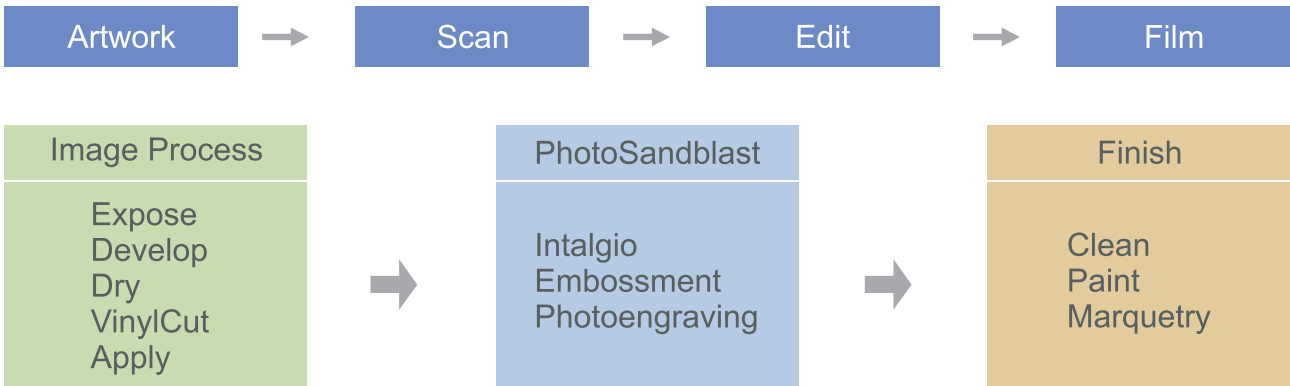 Artwork
Scan
Edit
Film
Image Process
Expose
Develop
Dry
VinylCut
Apply
PhotoSandblast
Intalgio
Embossment
Photoengraving
Finish
Clean
Paint
Marquetry